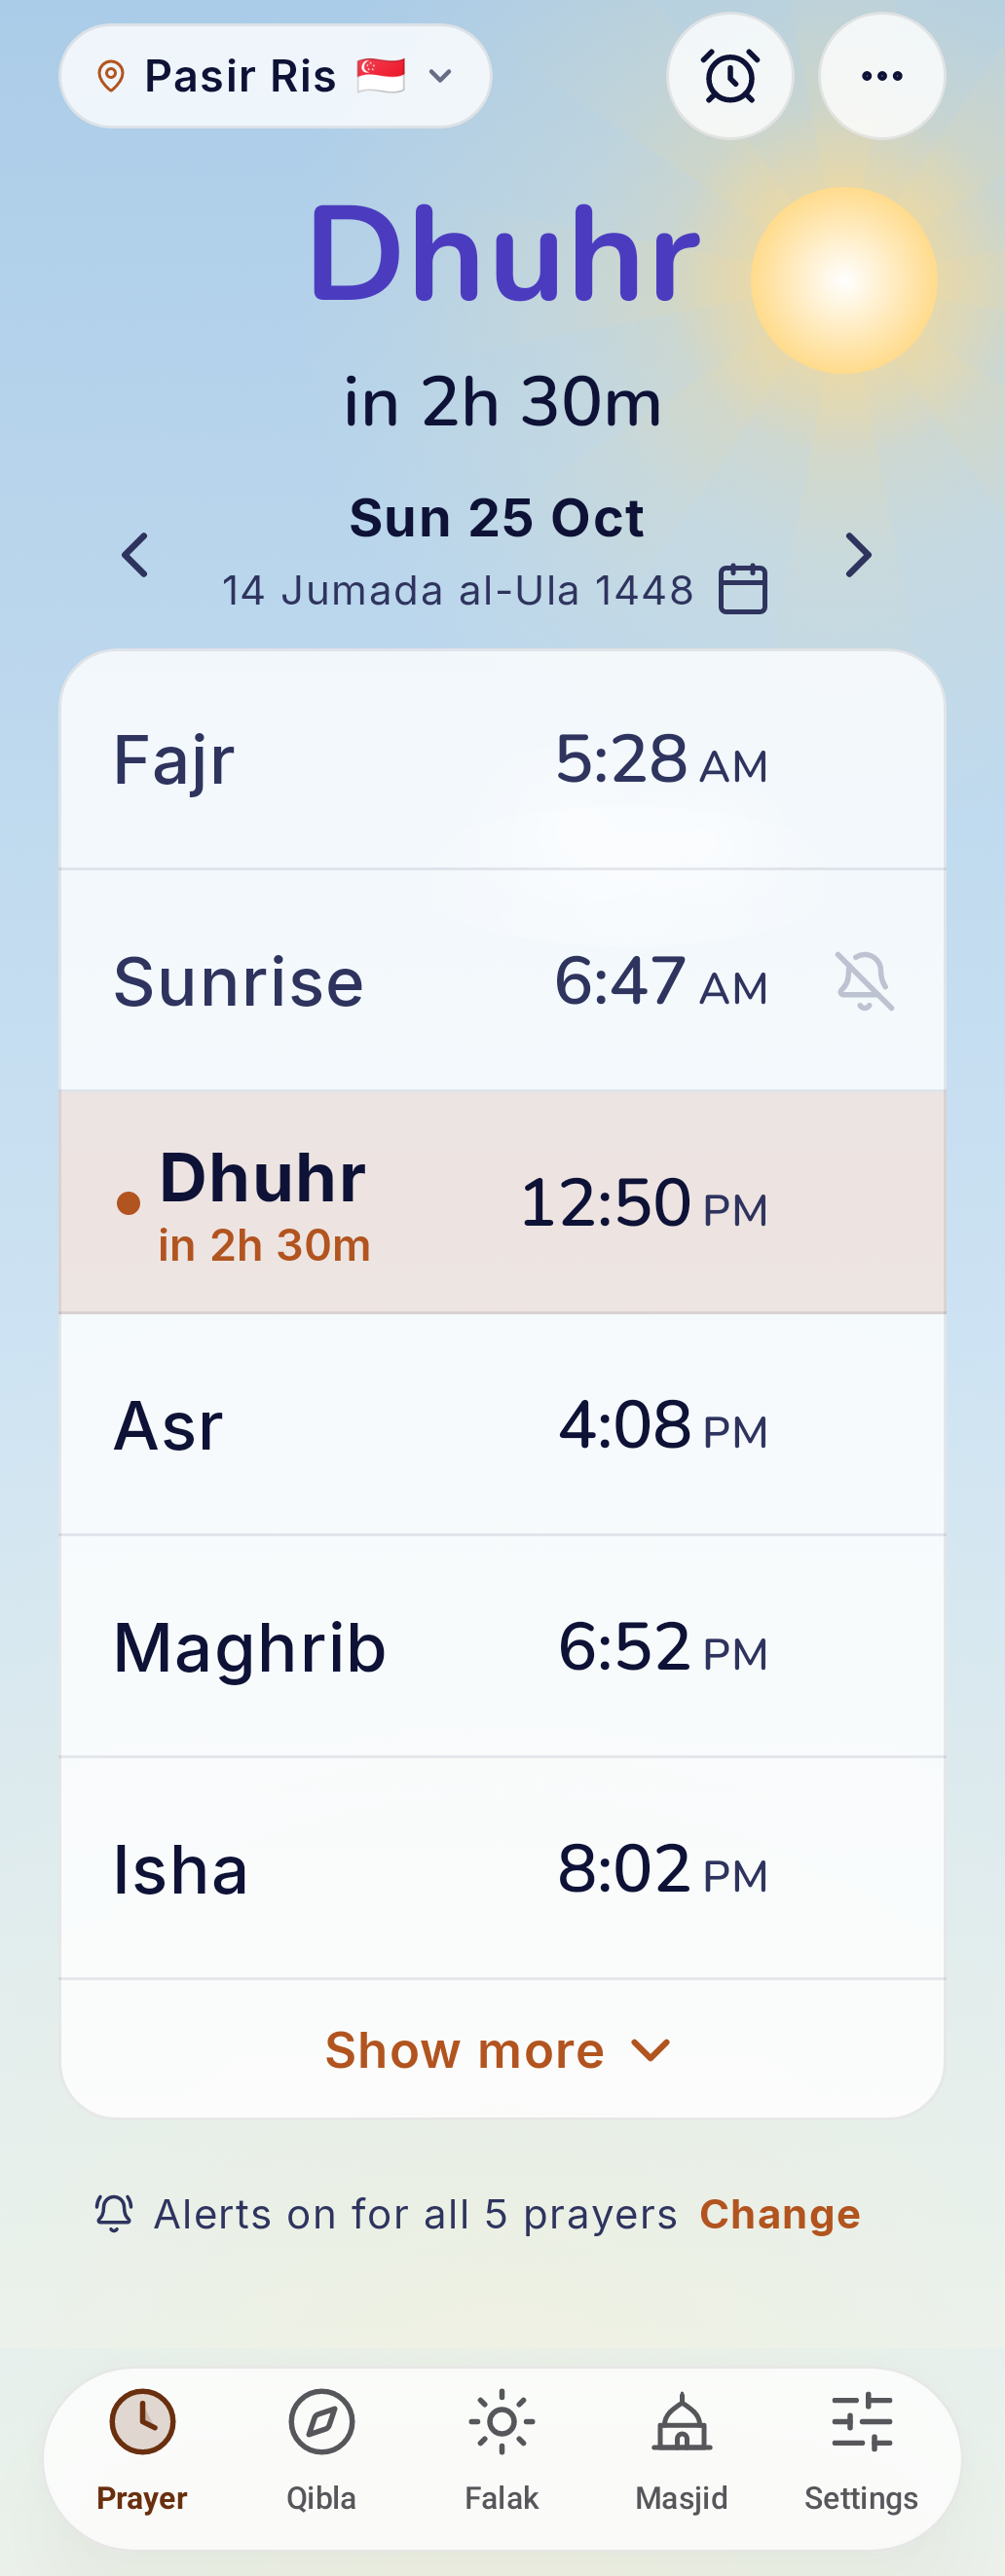 Pasir Ris 🇸🇬
Dhuhr
in 2h 30m
Sun 25 Oct
14 Jumada al-Ula 1448
Fajr 5:28 AM
Sunrise 6:47 AM
Dhuhr 12:50 PM
in 2h 30m
Asr 4:08 PM
Maghrib 6:52 PM
Isha 8:02 PM
Show more
Alerts on for all 5 prayers Change
Prayer Qibla Falak Masjid Settings